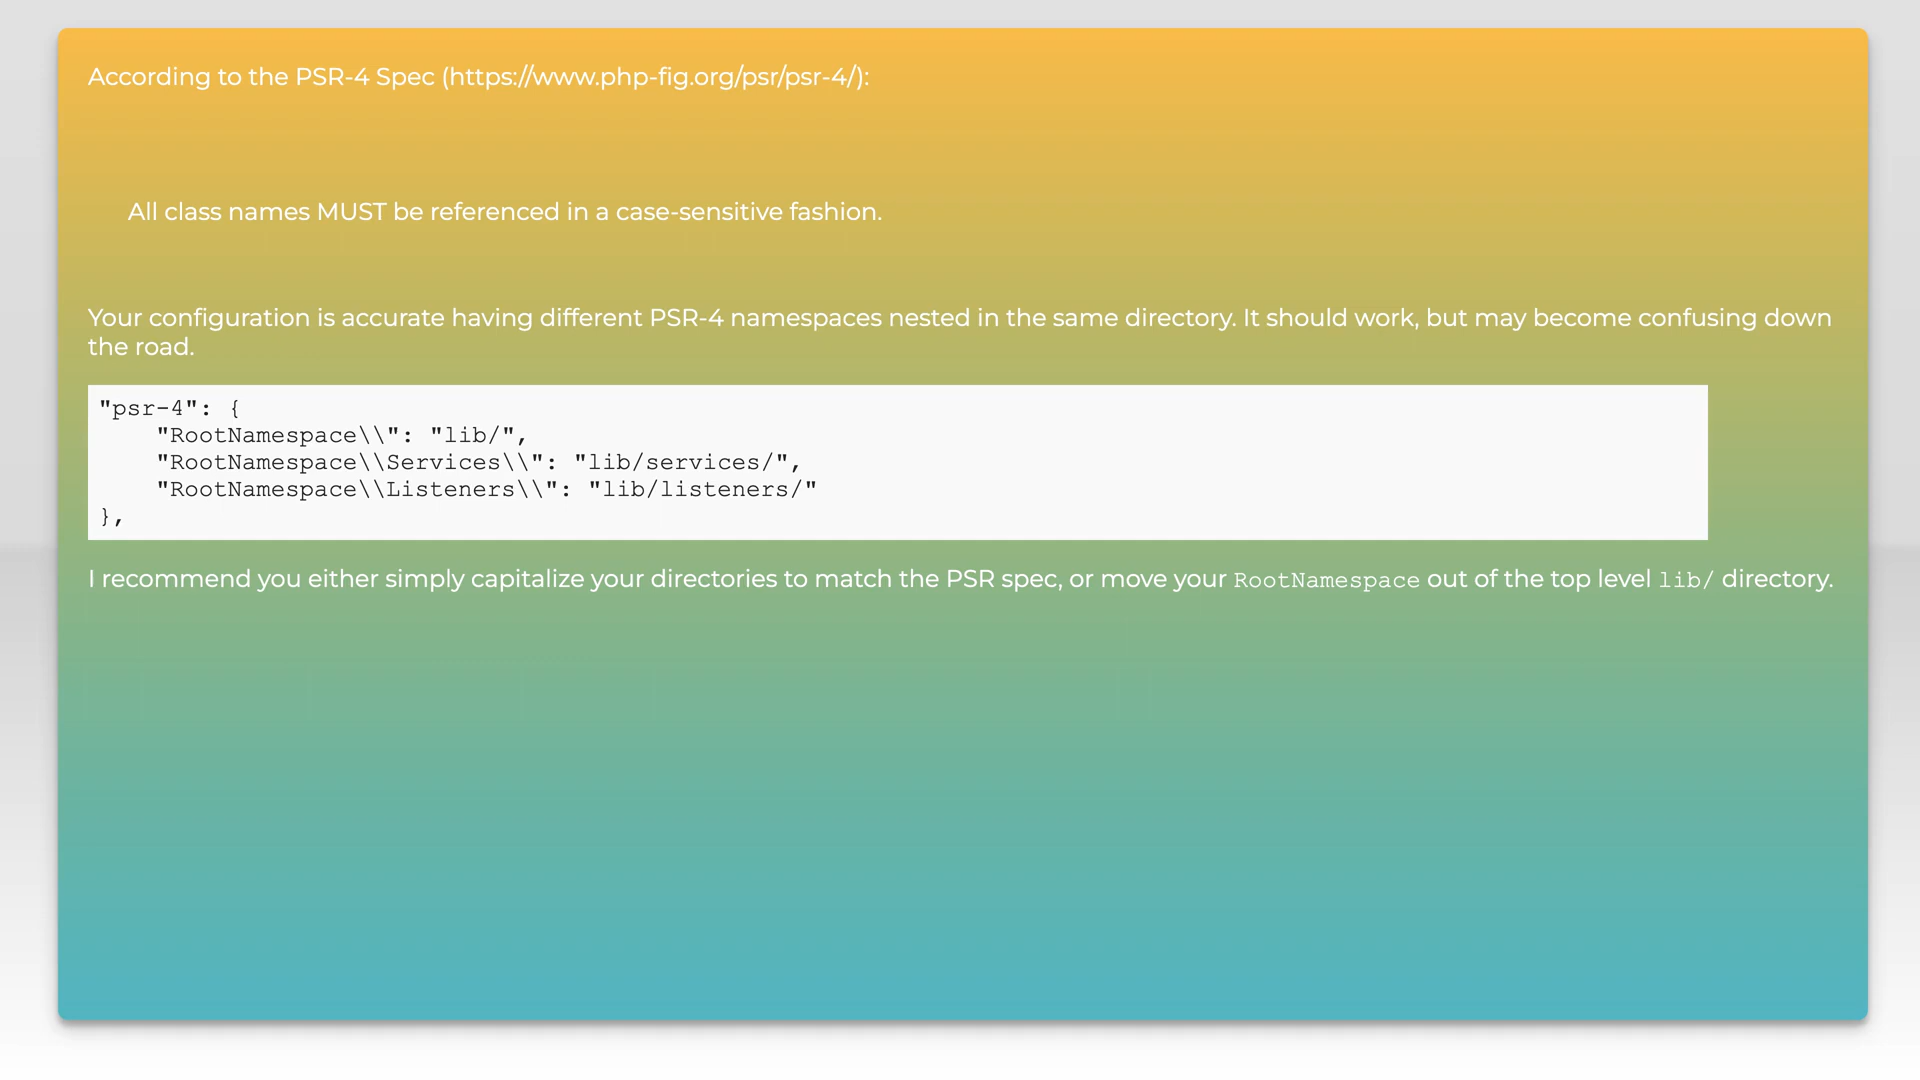 According to the PSR-4 Spec (https://www.php-fig.org/psr/psr-4/):
All class names MUST be referenced in a case-sensitive fashion.
Your configuration is accurate having different PSR-4 namespaces nested in the same directory. It should work, but may become confusing down
the road.
"psr-4": {
    "RootNamespace\\": "lib/",
    "RootNamespace\\Services\\": "lib/services/",
    "RootNamespace\\Listeners\\": "lib/listeners/"
},
I recommend you either simply capitalize your directories to match the PSR spec, or move your RootNamespace out of the top level lib/ directory.